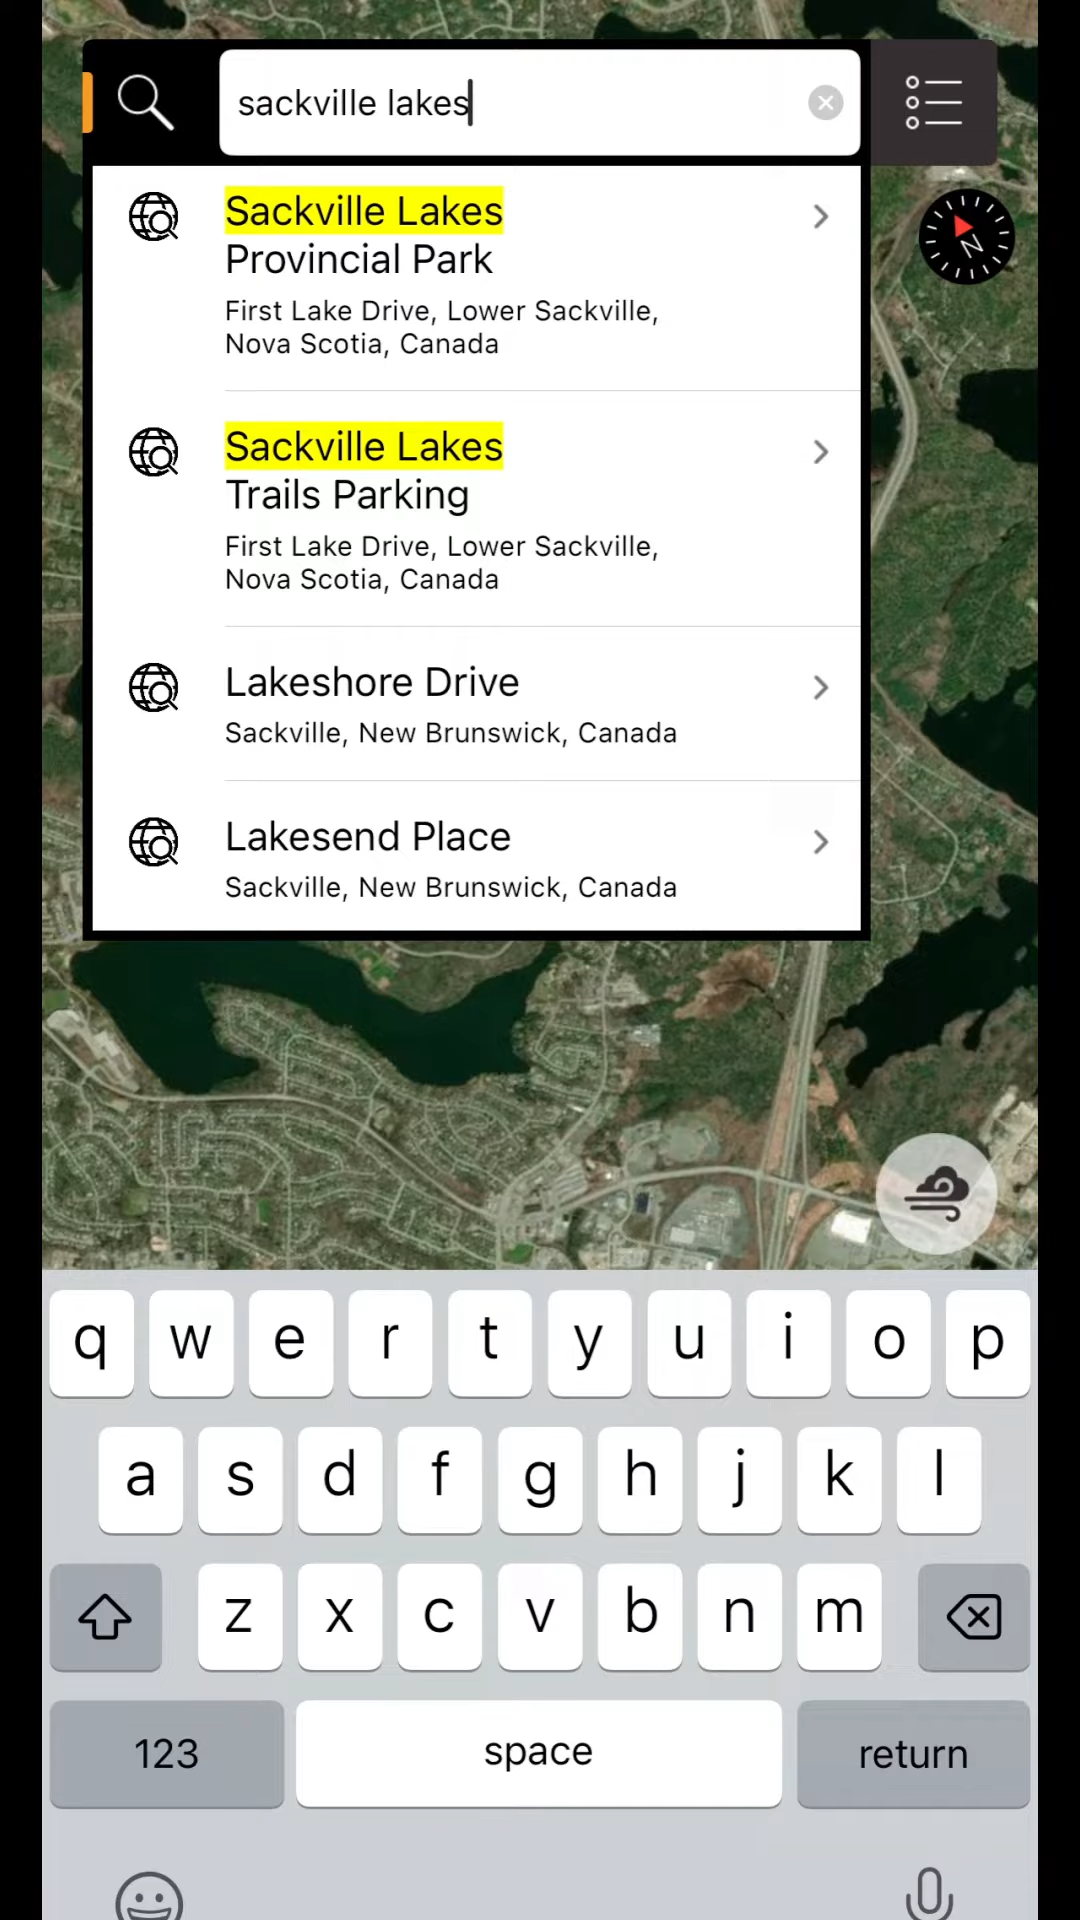 sackville lakes
Sackville Lakes
Provincial Park
First Lake Drive, Lower Sackville,
Nova Scotia, Canada
N
Sackville Lakes
Trails Parking
First Lake Drive, Lower Sackville,
Nova Scotia, Canada
Lakeshore Drive
Sackville, New Brunswick, Canada
Lakesend Place
Sackville, New Brunswick, Canada
q w e r t y u i o p
a s d f g h j k l
z x c v b n m
123 space return